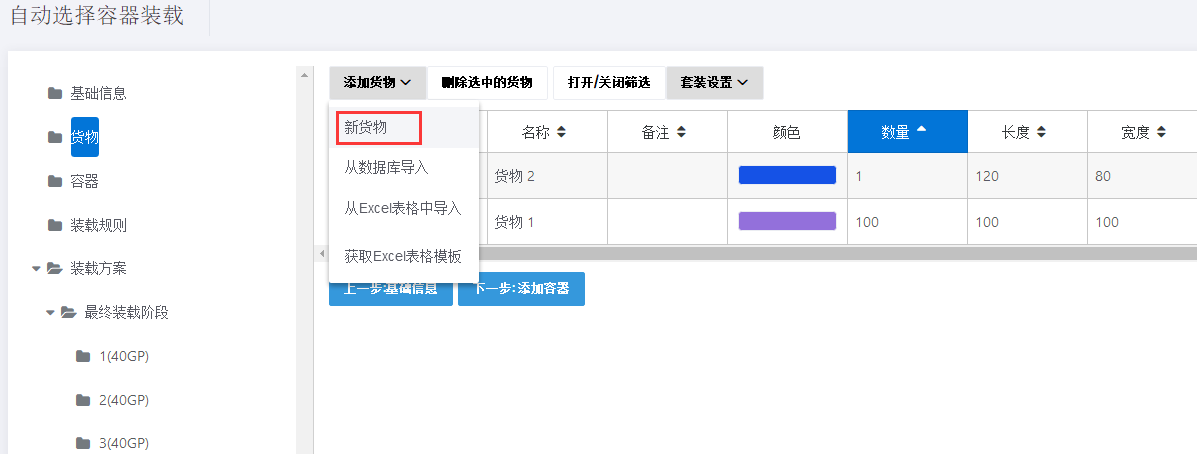 自动选择容器装载
基础信息
货物
容器
装载规则
装载方案
最终装载阶段
1(40GP)
2(40GP)
3(40GP)
添加货物 删除选中的货物 打开/关闭筛选 套装设置
新货物
从数据库导入
从Excel表格中导入
获取Excel表格模板
名称 备注 颜色 数量 长度 宽度
货物 2 1 120 80
货物 1 100 100 100
上一步:基础信息 下一步:添加容器